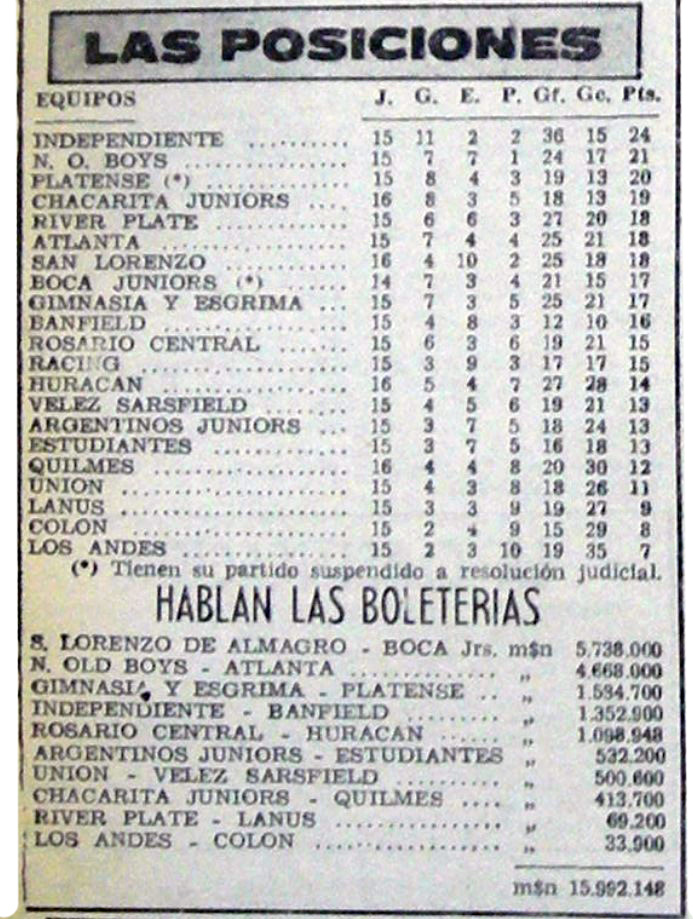 LAS POSICIONES
EQUIPOS J. G. E. P. Gf. Gc. Pts.
INDEPENDIENTE .......... 15 11 2 2 36 15 24
N. O. BOYS ............... 15 7 7 1 24 17 21
PLATENSE (*) ............. 15 8 4 3 19 13 20
CHACARITA JUNIORS .... 16 8 3 5 18 13 19
RIVER PLATE ............. 15 6 6 3 27 20 18
ATLANTA ................. 15 7 4 4 25 21 18
SAN LORENZO ............ 16 4 10 2 25 18 18
BOCA JUNIORS (*) ........ 14 7 3 4 21 15 17
GIMNASIA Y ESGRIMA ... 15 7 3 5 25 21 17
BANFIELD ................ 15 4 8 3 12 10 16
ROSARIO CENTRAL ....... 15 6 3 6 19 21 15
RACING .................. 15 3 9 3 17 17 15
HURACAN ................ 16 5 4 7 27 28 14
VELEZ SARSFIELD ........ 15 4 5 6 19 21 13
ARGENTINOS JUNIORS ... 15 3 7 5 18 24 13
ESTUDIANTES ............ 15 3 7 5 16 18 13
QUILMES ................. 16 4 4 8 20 30 12
UNION ................... 15 4 3 8 18 26 11
LANUS ................... 15 3 3 9 19 27 9
COLON ................... 15 2 4 9 15 29 8
LOS ANDES ............... 15 2 3 10 19 35 7
(*) Tienen su partido suspendido a resolución judicial.
HABLAN LAS BOLETERIAS
S. LORENZO DE ALMAGRO - BOCA Jrs. m$n 5.738.000
N. OLD BOYS - ATLANTA .............. „ 4.668.000
GIMNASIA Y ESGRIMA - PLATENSE .. „ 1.594.700
INDEPENDIENTE - BANFIELD ......... „ 1.352.900
ROSARIO CENTRAL - HURACAN ...... „ 1.098.948
ARGENTINOS JUNIORS - ESTUDIANTES „ 532.200
UNION - VELEZ SARSFIELD .......... „ 500.600
CHACARITA JUNIORS - QUILMES .... „ 413.700
RIVER PLATE - LANUS ................ „ 69.200
LOS ANDES - COLON .................. „ 33.900
m$n 15.992.148